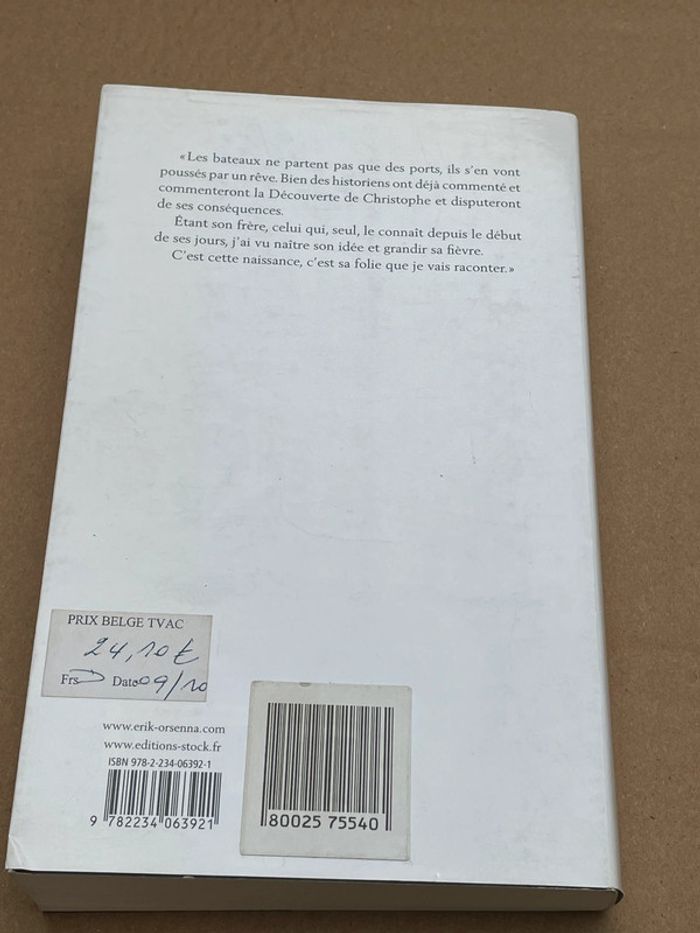 «Les bateaux ne partent pas que des ports, ils s'en vont
poussés par un rêve. Bien des historiens ont déjà commenté et
commenteront la Découverte de Christophe et disputeront
de ses conséquences.
Étant son frère, celui qui, seul, le connaît depuis le début
de ses jours, j'ai vu naître son idée et grandir sa fièvre.
C'est cette naissance, c'est sa folie que je vais raconter.»
PRIX BELGE TVAC
24,10 €
Frs Date 09/10
www.erik-orsenna.com
www.editions-stock.fr
ISBN 978-2-234-06392-1
9 782234 063921
80025 75540